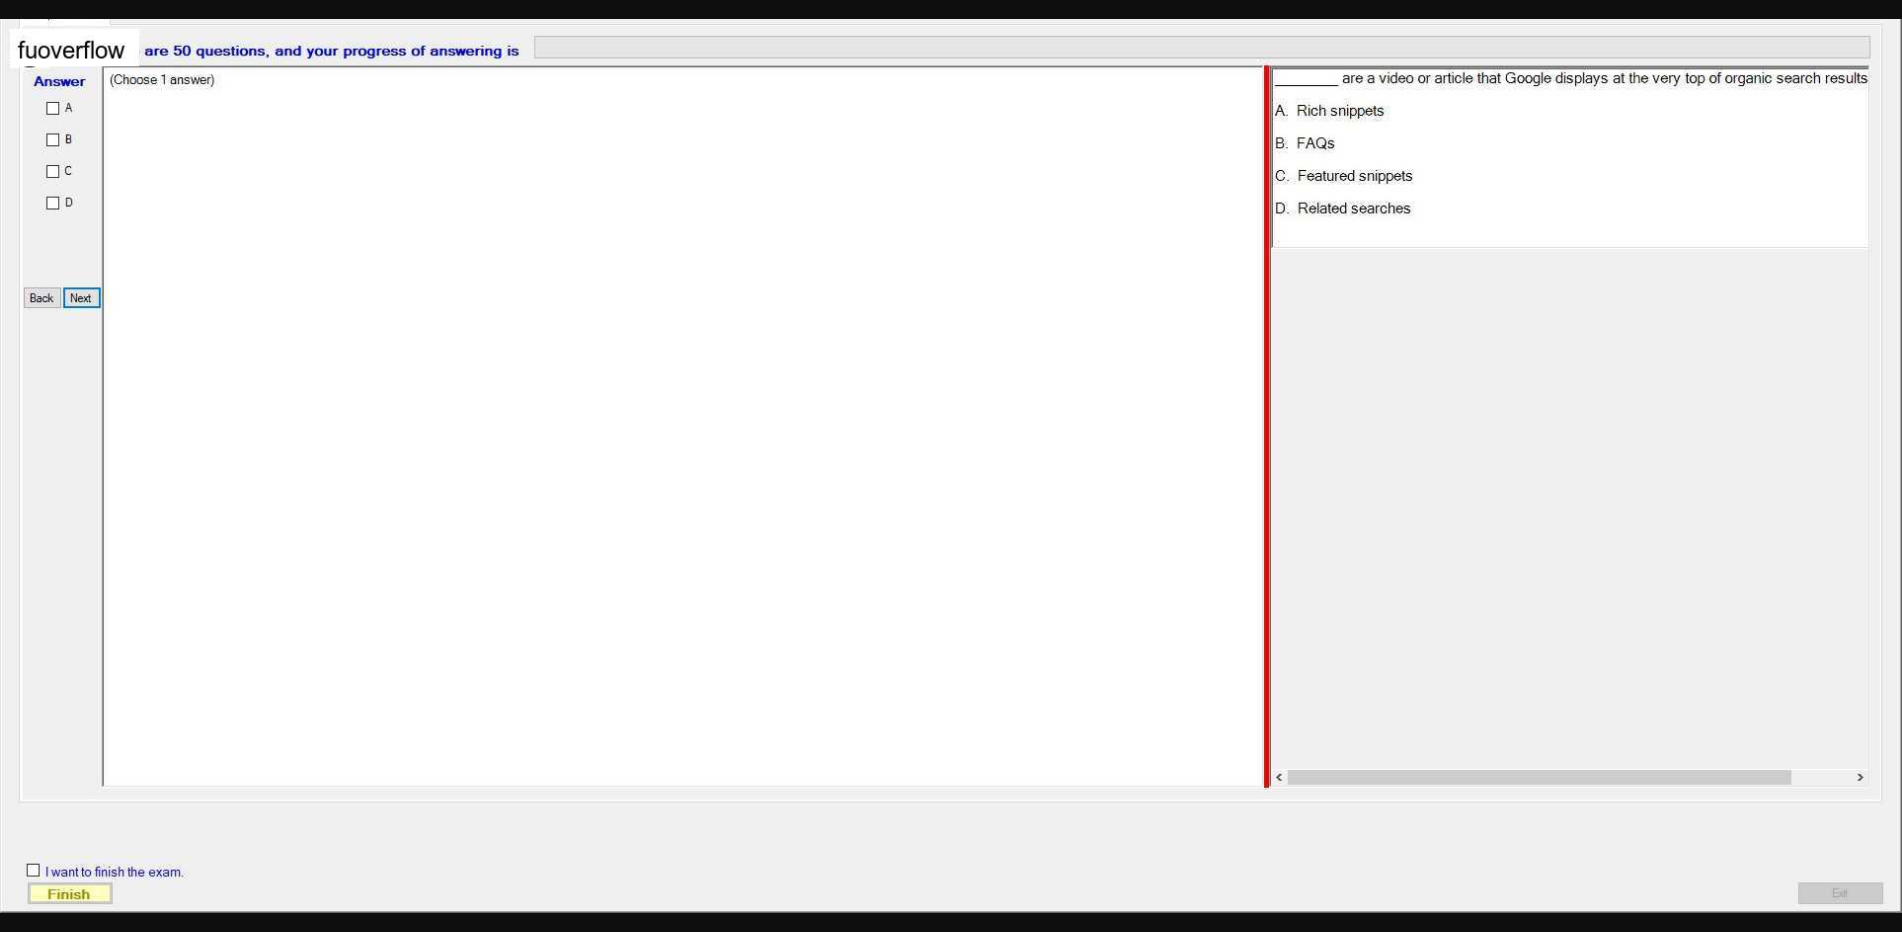 fuoverflow are 50 questions, and your progress of answering is
Answer
(Choose 1 answer)
A
B
C
D
Back Next
________ are a video or article that Google displays at the very top of organic search results
A. Rich snippets
B. FAQs
C. Featured snippets
D. Related searches
I want to finish the exam.
Finish
Exit